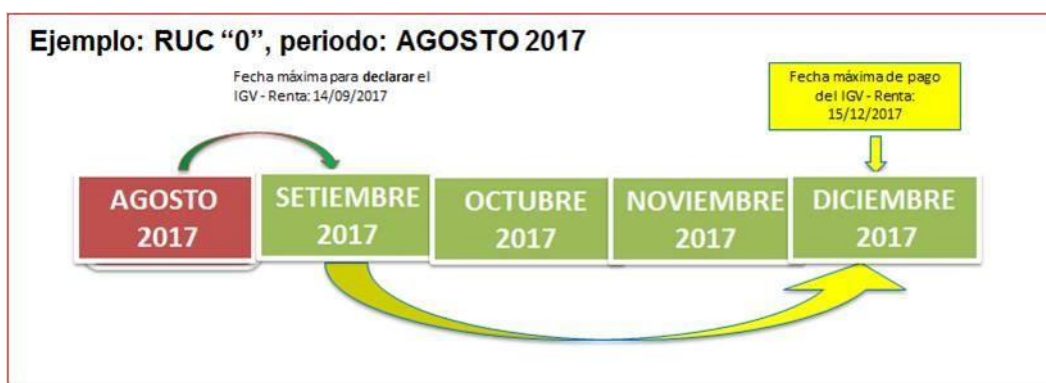 Ejemplo: RUC “0”, periodo: AGOSTO 2017
Fecha máxima para declarar el
IGV - Renta: 14/09/2017
Fecha máxima de pago
del IGV - Renta:
15/12/2017
AGOSTO
2017
SETIEMBRE
2017
OCTUBRE
2017
NOVIEMBRE
2017
DICIEMBRE
2017